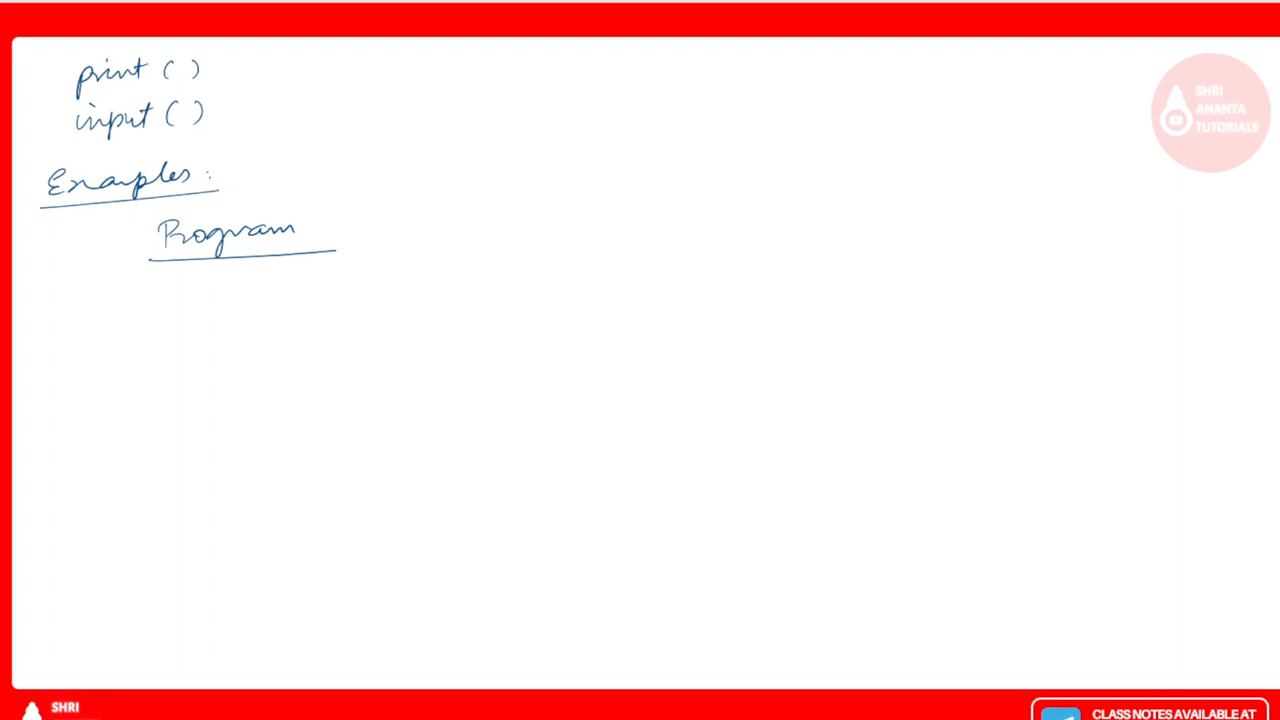 print ( )
input ( )
Examples :
Program
SHRI
ANANTA
TUTORIALS
SHRI
CLASS NOTES AVAILABLE AT